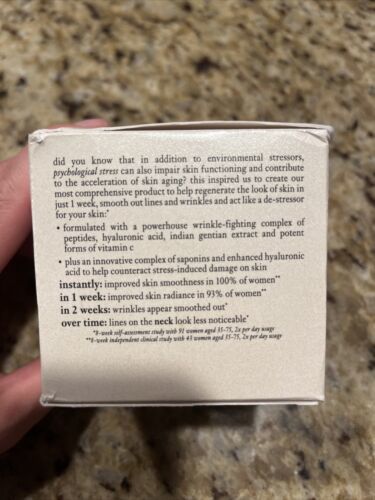 did you know that in addition to environmental stressors,
psychological stress can also impair skin functioning and contribute
to the acceleration of skin aging? this inspired us to create our
most comprehensive product to help regenerate the look of skin in
just 1 week, smooth out lines and wrinkles and act like a de-stressor
for your skin:*
• formulated with a powerhouse wrinkle-fighting complex of
peptides, hyaluronic acid, indian gentian extract and potent
forms of vitamin c
• plus an innovative complex of saponins and enhanced hyaluronic
acid to help counteract stress-induced damage on skin
instantly: improved skin smoothness in 100% of women**
in 1 week: improved skin radiance in 93% of women**
in 2 weeks: wrinkles appear smoothed out*
over time: lines on the neck look less noticeable*
*8-week self-assessment study with 91 women aged 35-75, 2x per day usage
**8-week independent clinical study with 43 women aged 35-75, 2x per day usage